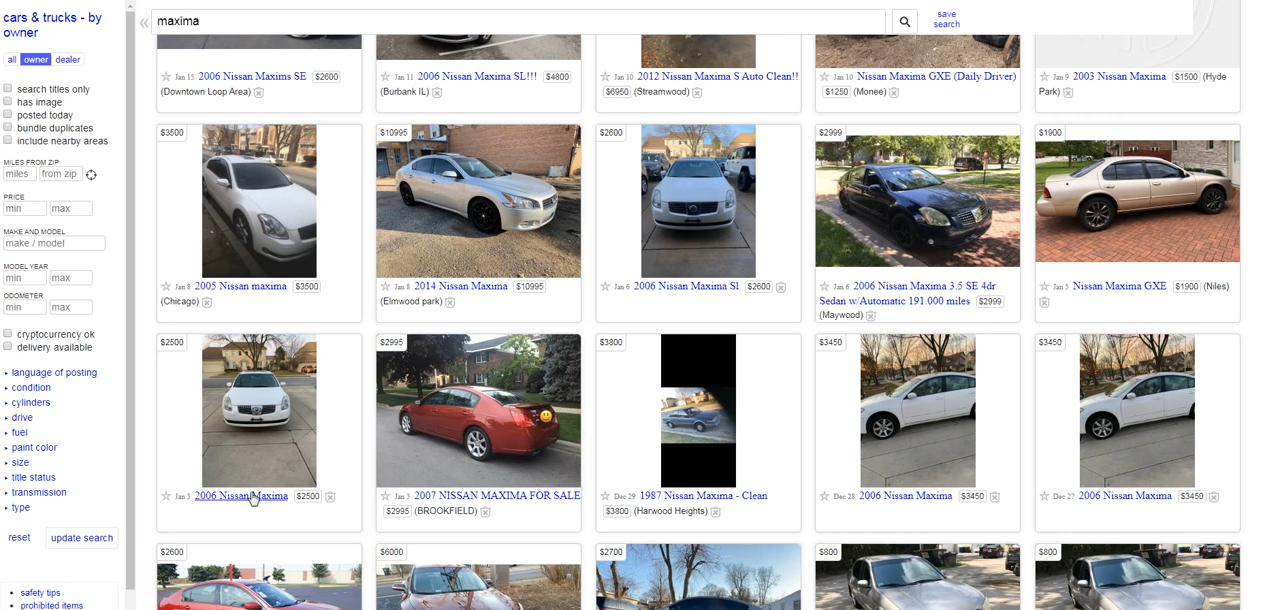 cars & trucks - by
owner
all owner dealer
search titles only
has image
posted today
bundle duplicates
include nearby areas
MILES FROM ZIP
miles from zip
PRICE
min max
MAKE AND MODEL
make / model
MODEL YEAR
min max
ODOMETER
min max
cryptocurrency ok
delivery available
language of posting
condition
cylinders
drive
fuel
paint color
size
title status
transmission
type
reset update search
safety tips
prohibited items
maxima
save
search
Jan 15 2006 Nissan Maxims SE $2600
(Downtown Loop Area)
Jan 11 2006 Nissan Maxima SL!!! $4800
(Burbank IL)
Jan 10 2012 Nissan Maxima S Auto Clean!!
$6950 (Streamwood)
Jan 10 Nissan Maxima GXE (Daily Driver)
$1250 (Monee)
Jan 9 2003 Nissan Maxima $1500 (Hyde
Park)
$3500
Jan 8 2005 Nissan maxima $3500
(Chicago)
$10995
Jan 8 2014 Nissan Maxima $10995
(Elmwood park)
$2600
Jan 6 2006 Nissan Maxima Sl $2600
$2999
Jan 6 2006 Nissan Maxima 3.5 SE 4dr
Sedan w/Automatic 191.000 miles $2999
(Maywood)
$1900
Jan 5 Nissan Maxima GXE $1900 (Niles)
$2500
Jan 3 2006 Nissan Maxima $2500
$2995
Jan 3 2007 NISSAN MAXIMA FOR SALE
$2995 (BROOKFIELD)
$3800
Dec 29 1987 Nissan Maxima - Clean
$3800 (Harwood Heights)
$3450
Dec 28 2006 Nissan Maxima $3450
$3450
Dec 27 2006 Nissan Maxima $3450
$2600
$6000
$2700
$800
$800